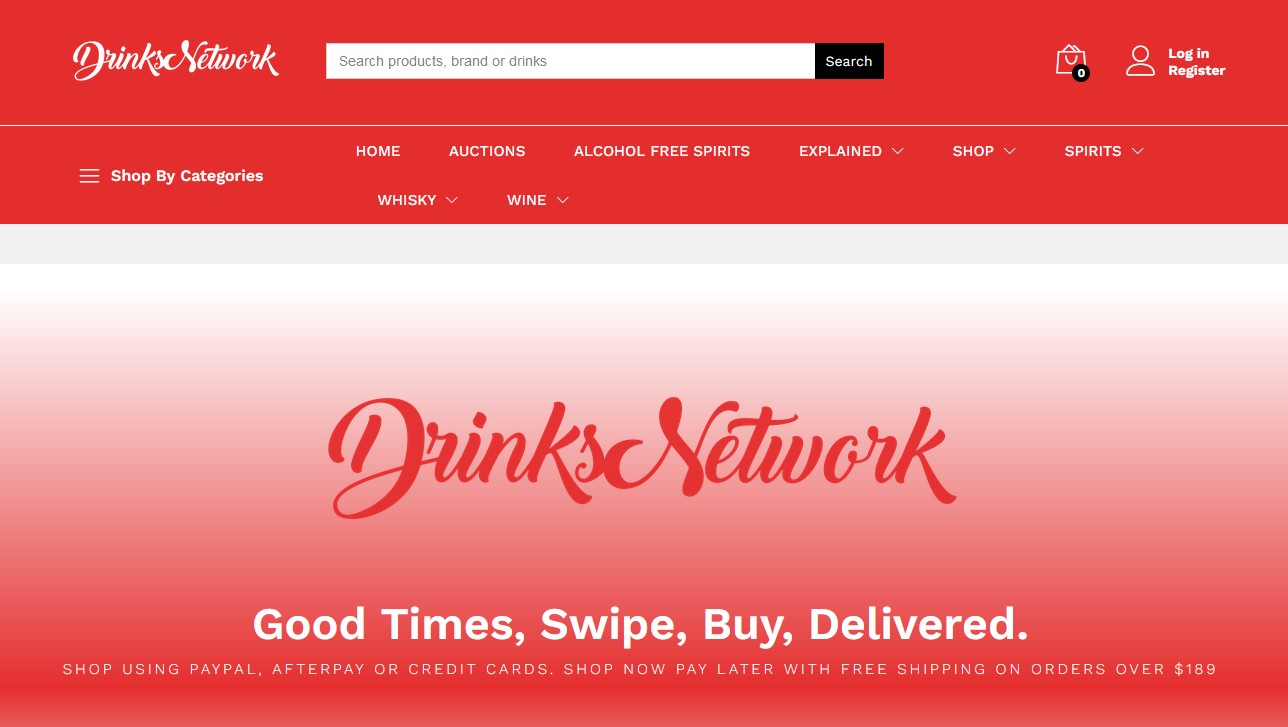 DrinksNetwork
Search products, brand or drinks
Search
0
Log in
Register
Shop By Categories
HOME
AUCTIONS
ALCOHOL FREE SPIRITS
EXPLAINED
SHOP
SPIRITS
WHISKY
WINE
DrinksNetwork
Good Times, Swipe, Buy, Delivered.
SHOP USING PAYPAL, AFTERPAY OR CREDIT CARDS. SHOP NOW PAY LATER WITH FREE SHIPPING ON ORDERS OVER $189